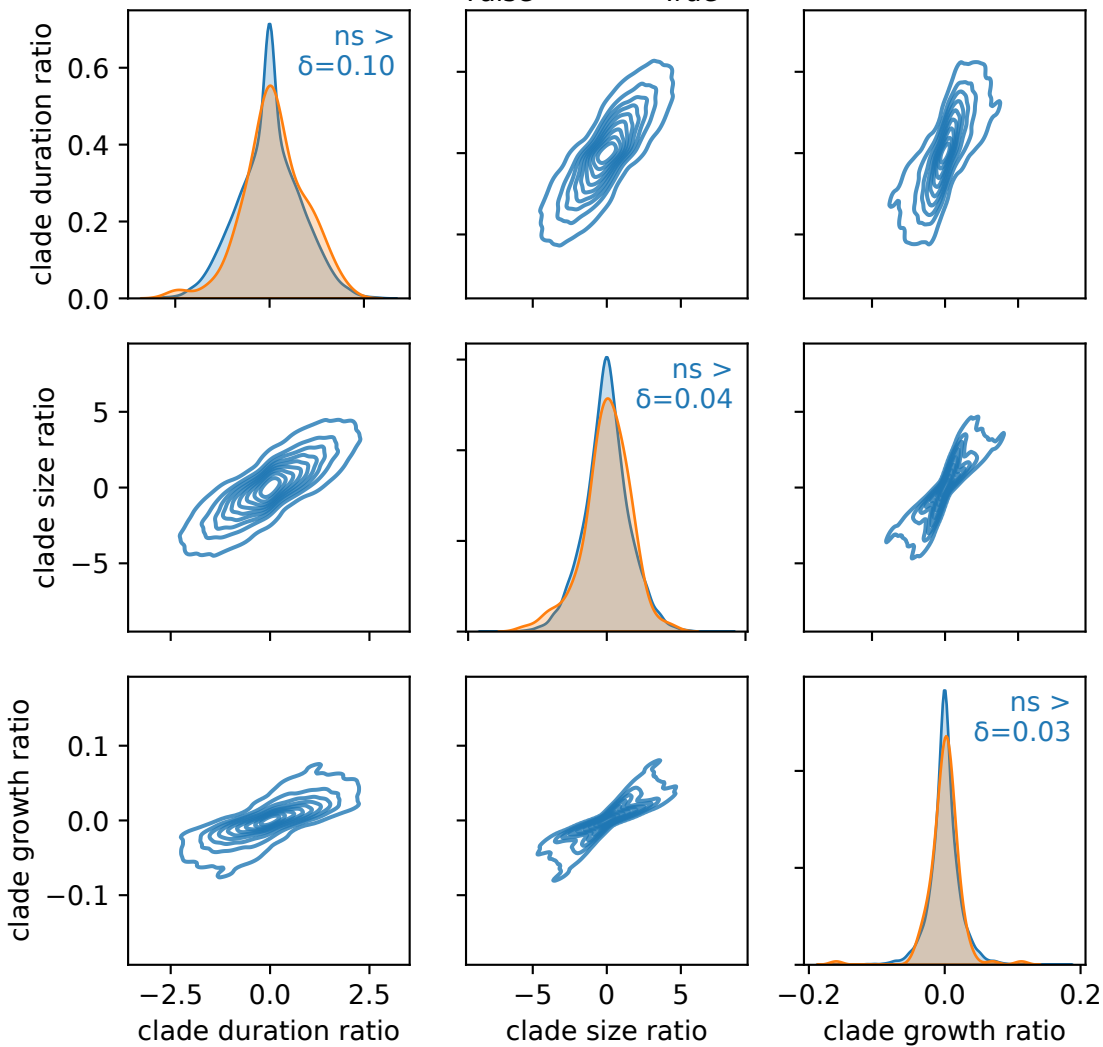 clade duration ratio
0.6
0.4
0.2
0.0
ns >
δ=0.10
clade size ratio
5
0
−5
ns >
δ=0.04
clade growth ratio
0.1
0.0
−0.1
ns >
δ=0.03
−2.5 0.0 2.5
−5 0 5
−0.2 0.0 0.2
clade duration ratio
clade size ratio
clade growth ratio